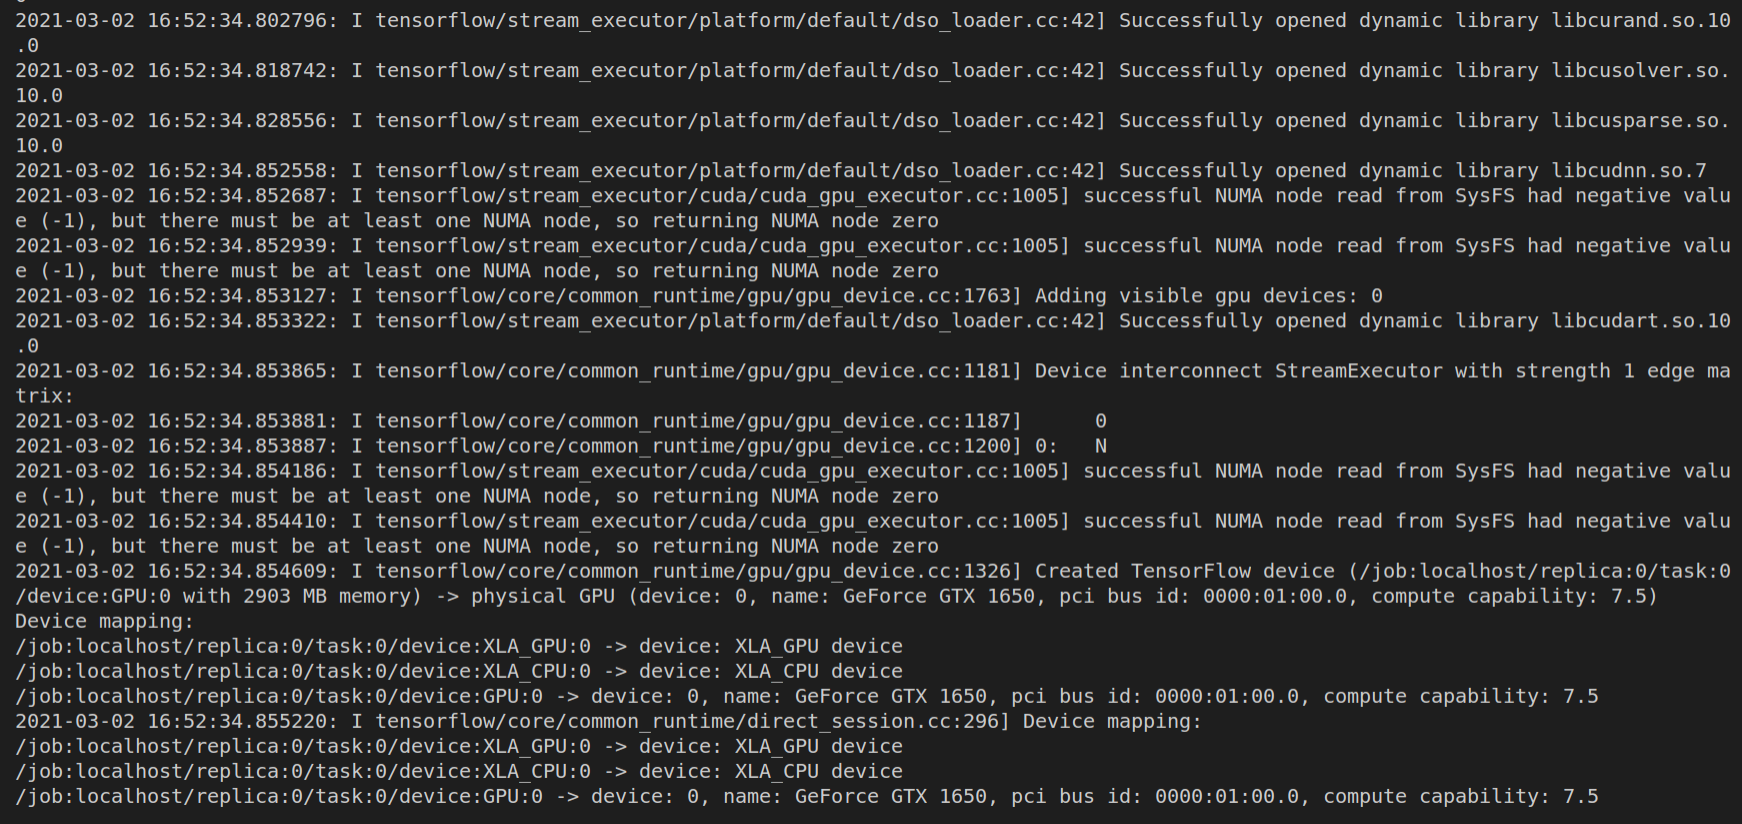 2021-03-02 16:52:34.802796: I tensorflow/stream_executor/platform/default/dso_loader.cc:42] Successfully opened dynamic library libcurand.so.10
.0
2021-03-02 16:52:34.818742: I tensorflow/stream_executor/platform/default/dso_loader.cc:42] Successfully opened dynamic library libcusolver.so.
10.0
2021-03-02 16:52:34.828556: I tensorflow/stream_executor/platform/default/dso_loader.cc:42] Successfully opened dynamic library libcusparse.so.
10.0
2021-03-02 16:52:34.852558: I tensorflow/stream_executor/platform/default/dso_loader.cc:42] Successfully opened dynamic library libcudnn.so.7
2021-03-02 16:52:34.852687: I tensorflow/stream_executor/cuda/cuda_gpu_executor.cc:1005] successful NUMA node read from SysFS had negative valu
e (-1), but there must be at least one NUMA node, so returning NUMA node zero
2021-03-02 16:52:34.852939: I tensorflow/stream_executor/cuda/cuda_gpu_executor.cc:1005] successful NUMA node read from SysFS had negative valu
e (-1), but there must be at least one NUMA node, so returning NUMA node zero
2021-03-02 16:52:34.853127: I tensorflow/core/common_runtime/gpu/gpu_device.cc:1763] Adding visible gpu devices: 0
2021-03-02 16:52:34.853322: I tensorflow/stream_executor/platform/default/dso_loader.cc:42] Successfully opened dynamic library libcudart.so.10
.0
2021-03-02 16:52:34.853865: I tensorflow/core/common_runtime/gpu/gpu_device.cc:1181] Device interconnect StreamExecutor with strength 1 edge ma
trix:
2021-03-02 16:52:34.853881: I tensorflow/core/common_runtime/gpu/gpu_device.cc:1187]      0
2021-03-02 16:52:34.853887: I tensorflow/core/common_runtime/gpu/gpu_device.cc:1200] 0:   N
2021-03-02 16:52:34.854186: I tensorflow/stream_executor/cuda/cuda_gpu_executor.cc:1005] successful NUMA node read from SysFS had negative valu
e (-1), but there must be at least one NUMA node, so returning NUMA node zero
2021-03-02 16:52:34.854410: I tensorflow/stream_executor/cuda/cuda_gpu_executor.cc:1005] successful NUMA node read from SysFS had negative valu
e (-1), but there must be at least one NUMA node, so returning NUMA node zero
2021-03-02 16:52:34.854609: I tensorflow/core/common_runtime/gpu/gpu_device.cc:1326] Created TensorFlow device (/job:localhost/replica:0/task:0
/device:GPU:0 with 2903 MB memory) -> physical GPU (device: 0, name: GeForce GTX 1650, pci bus id: 0000:01:00.0, compute capability: 7.5)
Device mapping:
/job:localhost/replica:0/task:0/device:XLA_GPU:0 -> device: XLA_GPU device
/job:localhost/replica:0/task:0/device:XLA_CPU:0 -> device: XLA_CPU device
/job:localhost/replica:0/task:0/device:GPU:0 -> device: 0, name: GeForce GTX 1650, pci bus id: 0000:01:00.0, compute capability: 7.5
2021-03-02 16:52:34.855220: I tensorflow/core/common_runtime/direct_session.cc:296] Device mapping:
/job:localhost/replica:0/task:0/device:XLA_GPU:0 -> device: XLA_GPU device
/job:localhost/replica:0/task:0/device:XLA_CPU:0 -> device: XLA_CPU device
/job:localhost/replica:0/task:0/device:GPU:0 -> device: 0, name: GeForce GTX 1650, pci bus id: 0000:01:00.0, compute capability: 7.5